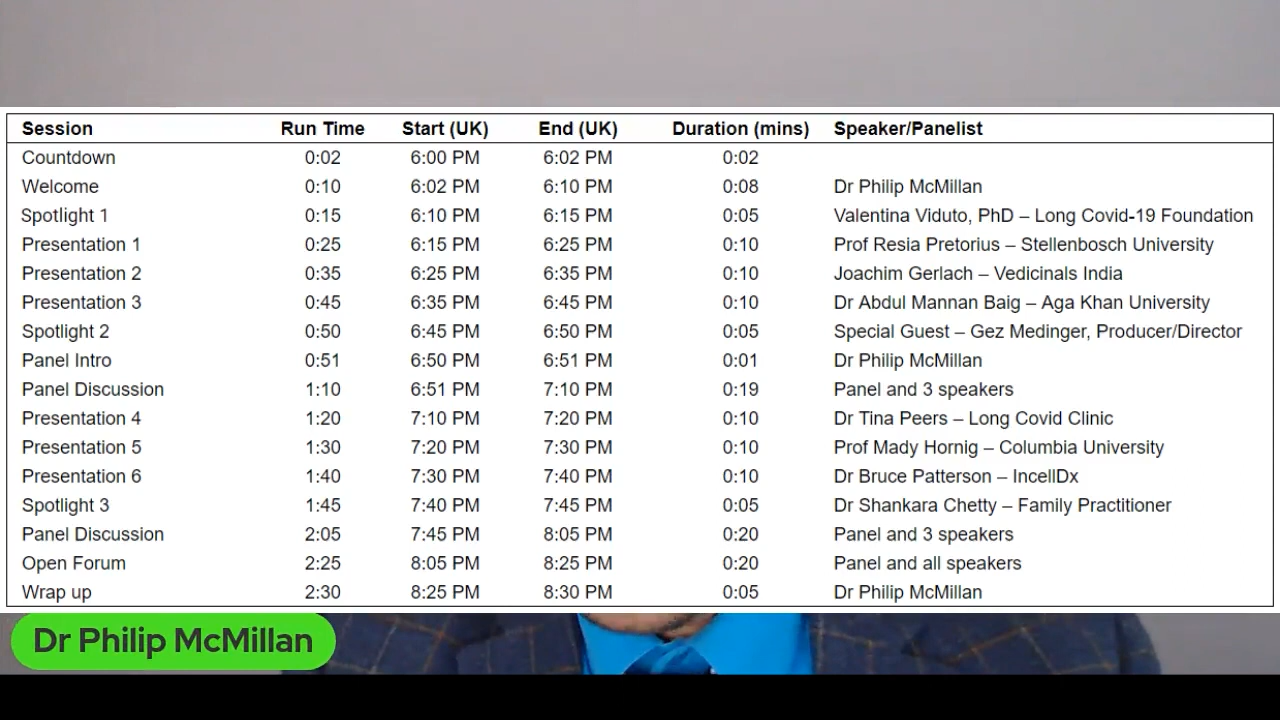 Session Run Time Start (UK) End (UK) Duration (mins) Speaker/Panelist
Countdown 0:02 6:00 PM 6:02 PM 0:02
Welcome 0:10 6:02 PM 6:10 PM 0:08 Dr Philip McMillan
Spotlight 1 0:15 6:10 PM 6:15 PM 0:05 Valentina Viduto, PhD – Long Covid-19 Foundation
Presentation 1 0:25 6:15 PM 6:25 PM 0:10 Prof Resia Pretorius – Stellenbosch University
Presentation 2 0:35 6:25 PM 6:35 PM 0:10 Joachim Gerlach – Vedicinals India
Presentation 3 0:45 6:35 PM 6:45 PM 0:10 Dr Abdul Mannan Baig – Aga Khan University
Spotlight 2 0:50 6:45 PM 6:50 PM 0:05 Special Guest – Gez Medinger, Producer/Director
Panel Intro 0:51 6:50 PM 6:51 PM 0:01 Dr Philip McMillan
Panel Discussion 1:10 6:51 PM 7:10 PM 0:19 Panel and 3 speakers
Presentation 4 1:20 7:10 PM 7:20 PM 0:10 Dr Tina Peers – Long Covid Clinic
Presentation 5 1:30 7:20 PM 7:30 PM 0:10 Prof Mady Hornig – Columbia University
Presentation 6 1:40 7:30 PM 7:40 PM 0:10 Dr Bruce Patterson – IncellDx
Spotlight 3 1:45 7:40 PM 7:45 PM 0:05 Dr Shankara Chetty – Family Practitioner
Panel Discussion 2:05 7:45 PM 8:05 PM 0:20 Panel and 3 speakers
Open Forum 2:25 8:05 PM 8:25 PM 0:20 Panel and all speakers
Wrap up 2:30 8:25 PM 8:30 PM 0:05 Dr Philip McMillan
Dr Philip McMillan